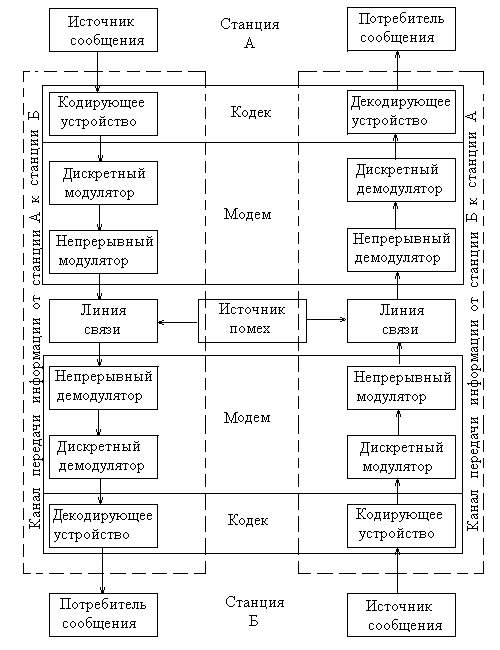 Источник
сообщения
Станция
А
Потребитель
сообщения
Кодирующее
устройство
Кодек
Декодирующее
устройство
Дискретный
модулятор
Модем
Дискретный
демодулятор
Непрерывный
модулятор
Непрерывный
демодулятор
Линия
связи
Источник
помех
Линия
связи
Непрерывный
демодулятор
Модем
Непрерывный
модулятор
Дискретный
демодулятор
Дискретный
модулятор
Декодирующее
устройство
Кодек
Кодирующее
устройство
Потребитель
сообщения
Станция
Б
Источник
сообщения
Канал передачи информации от станции А к станции Б
Канал передачи информации от станции Б к станции А